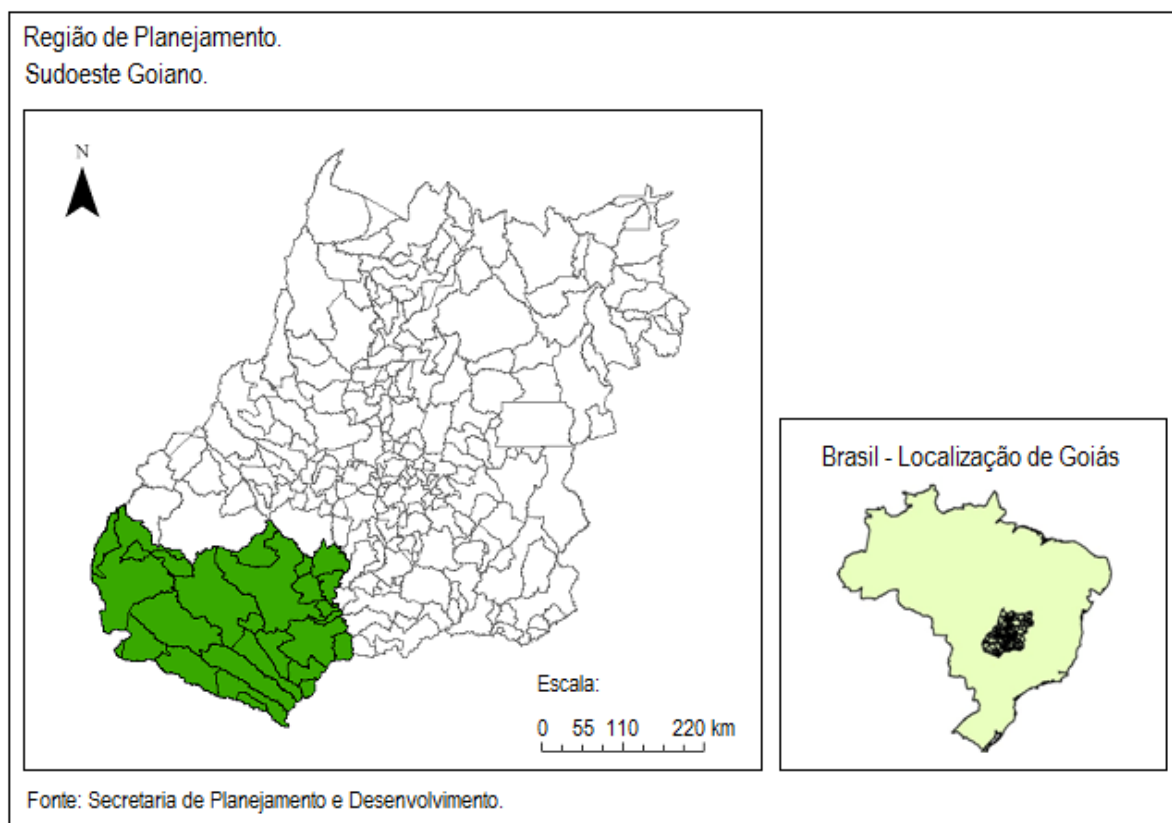 Região de Planejamento.
Sudoeste Goiano.
N
Brasil - Localização de Goiás
Escala:
0 55 110 220 km
Fonte: Secretaria de Planejamento e Desenvolvimento.